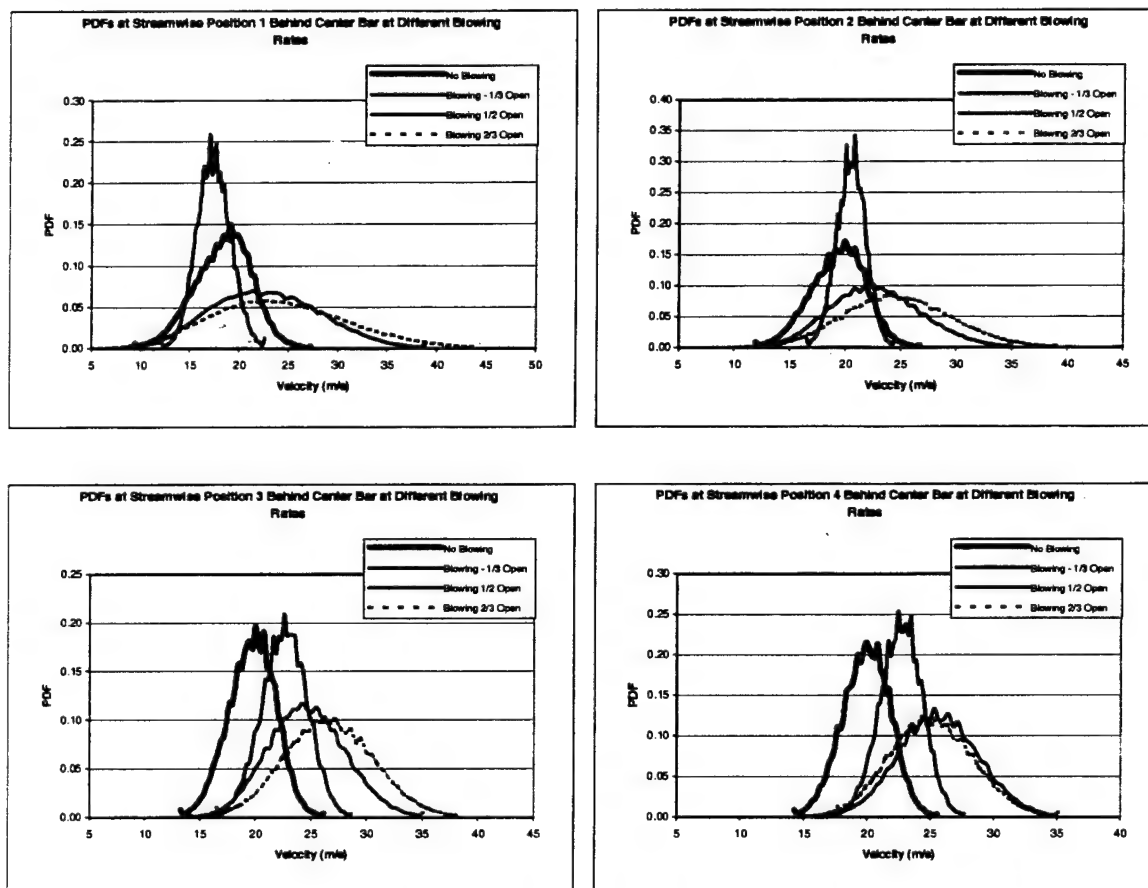 PDFs at Streamwise Position 1 Behind Center Bar at Different Blowing
Rates
No Blowing
Blowing - 1/3 Open
Blowing 1/2 Open
Blowing 2/3 Open
0.30
0.25
0.20
0.15
0.10
0.05
0.00
PDF
5 10 15 20 25 30 35 40 45 50
Velocity (m/s)
PDFs at Streamwise Position 2 Behind Center Bar at Different Blowing
Rates
No Blowing
Blowing - 1/3 Open
Blowing 1/2 Open
Blowing 2/3 Open
0.40
0.35
0.30
0.25
0.20
0.15
0.10
0.05
0.00
PDF
5 10 15 20 25 30 35 40 45
Velocity (m/s)
PDFs at Streamwise Position 3 Behind Center Bar at Different Blowing
Rates
No Blowing
Blowing - 1/3 Open
Blowing 1/2 Open
Blowing 2/3 Open
0.25
0.20
0.15
0.10
0.05
0.00
PDF
5 10 15 20 25 30 35 40 45
Velocity (m/s)
PDFs at Streamwise Position 4 Behind Center Bar at Different Blowing
Rates
No Blowing
Blowing - 1/3 Open
Blowing 1/2 Open
Blowing 2/3 Open
0.30
0.25
0.20
0.15
0.10
0.05
0.00
PDF
5 10 15 20 25 30 35 40
Velocity (m/s)